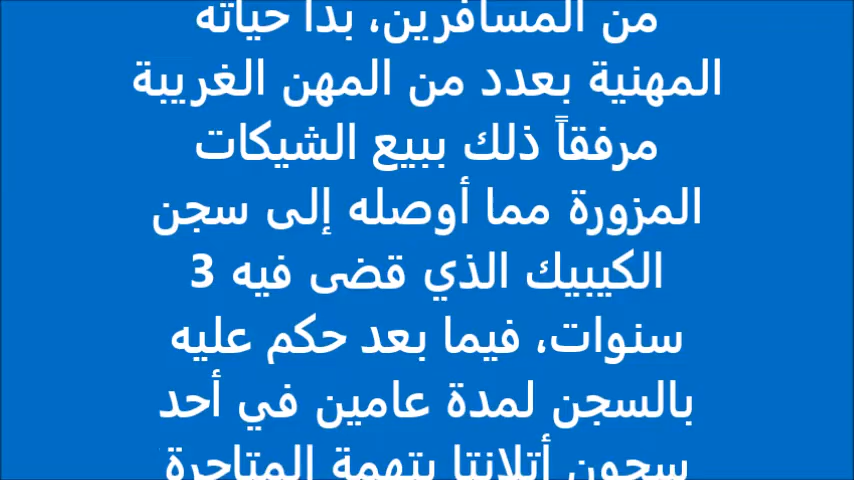 من المسافرين، بدأ حياته
المهنية بعدد من المهن الغريبة
مرفقاً ذلك ببيع الشيكات
المزورة مما أوصله إلى سجن
الكيبيك الذي قضى فيه 3
سنوات، فيما بعد حكم عليه
بالسجن لمدة عامين في أحد
سجون أتلانتا بتهمة المتاجرة